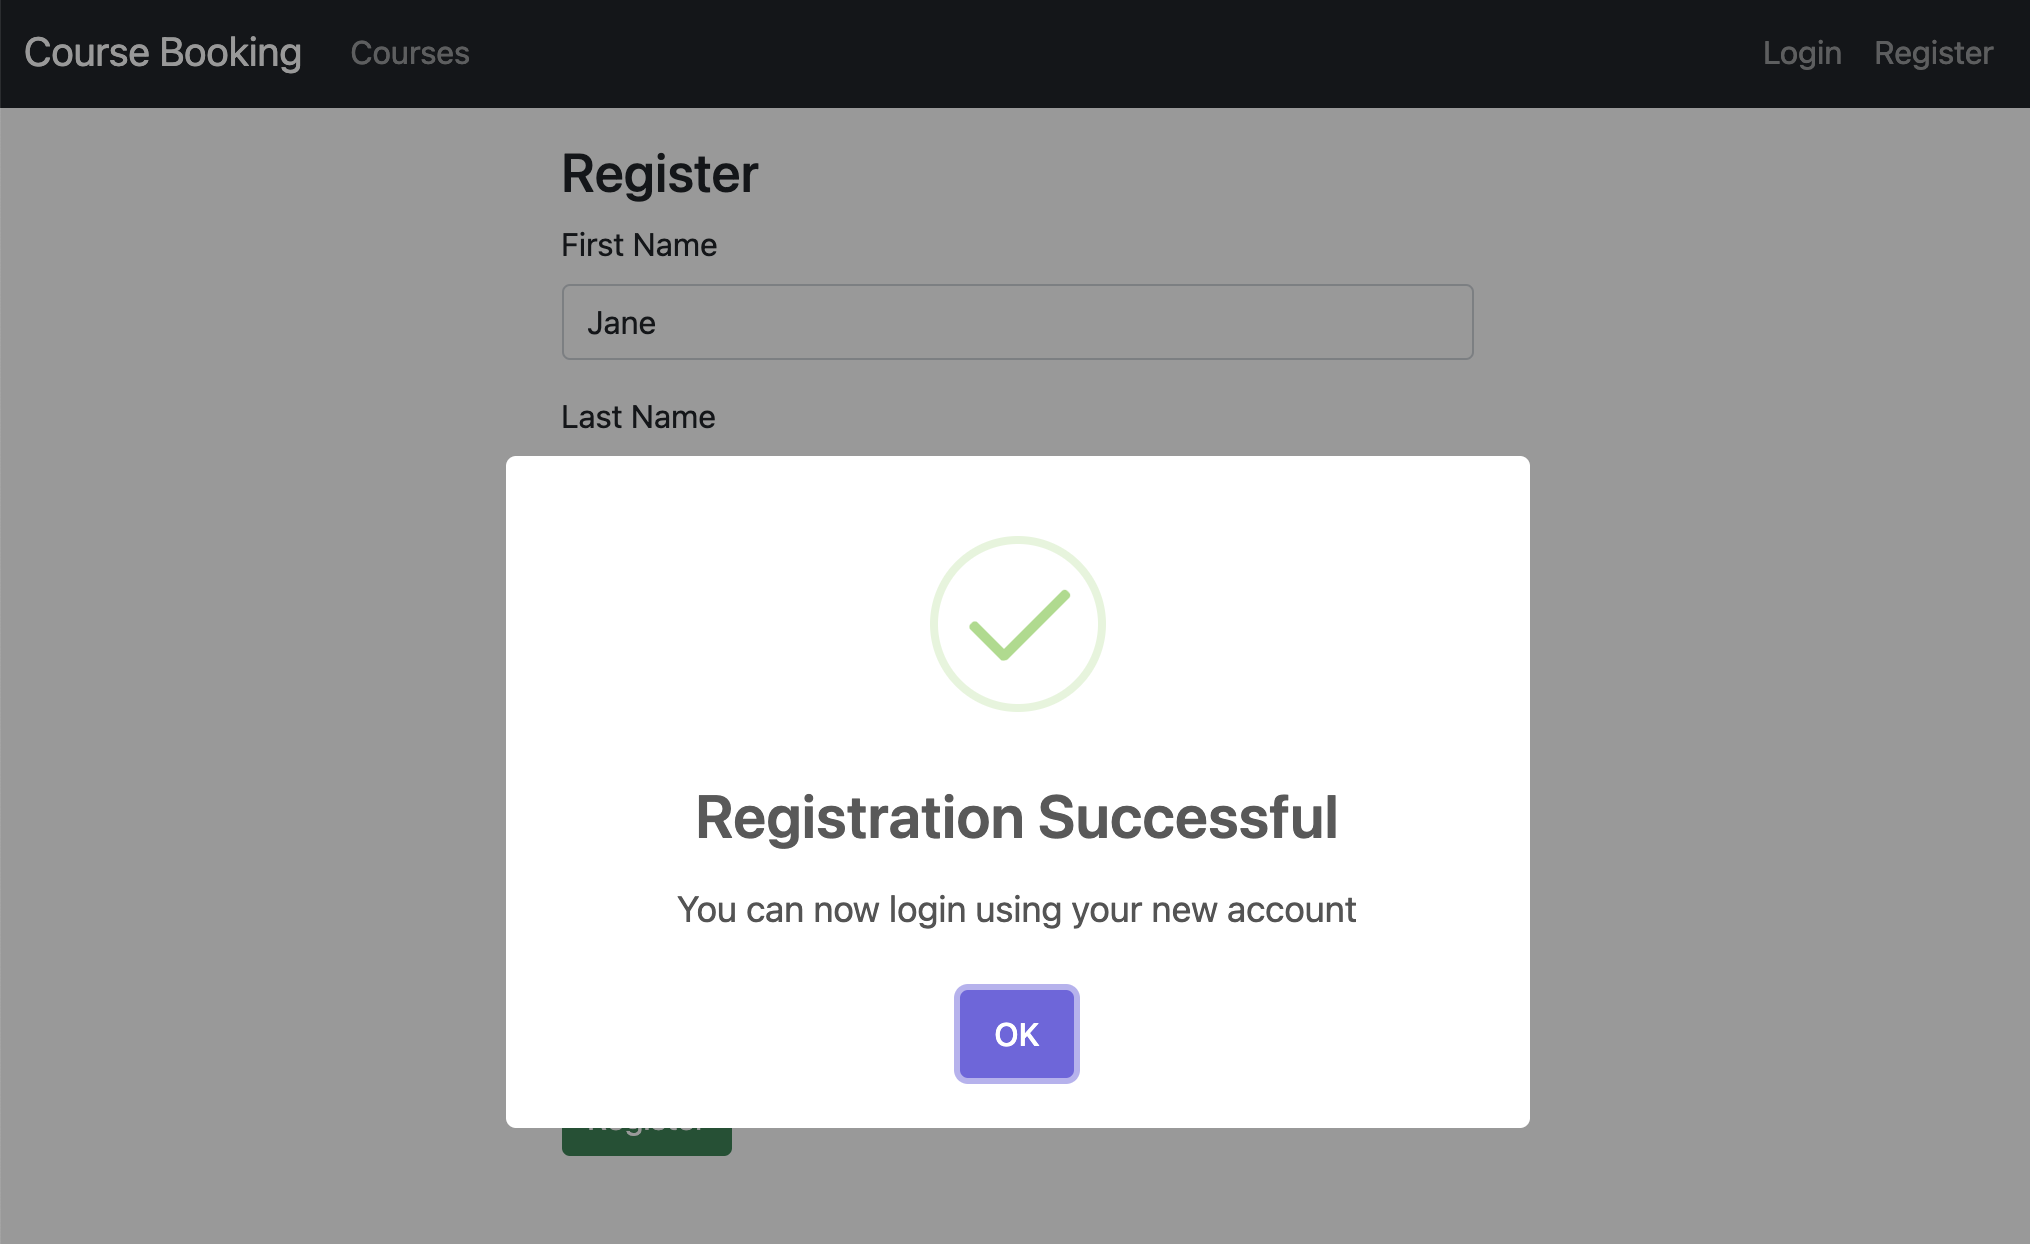 Course Booking Courses Login Register
Register
First Name
Jane
Last Name
Registration Successful
You can now login using your new account
OK
Register